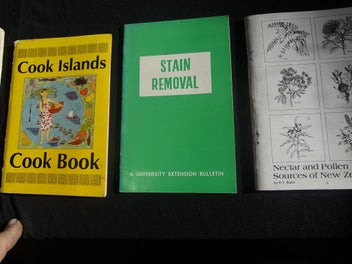 Cook Islands
Cook Book
STAIN
REMOVAL
A UNIVERSITY EXTENSION BULLETIN
Nectar and Pollen
Sources of New Ze